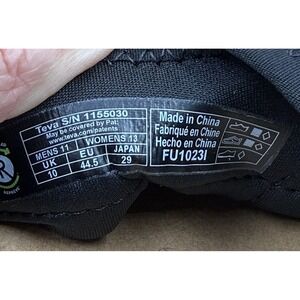 Teva S/N 1155030
May be covered by Pat:
www.teva.com/patents
MENS 11 WOMENS 13
UK EU JAPAN
10 44.5 29
Made in China
Fabriqué en Chine
Hecho en China
FU1023I
R